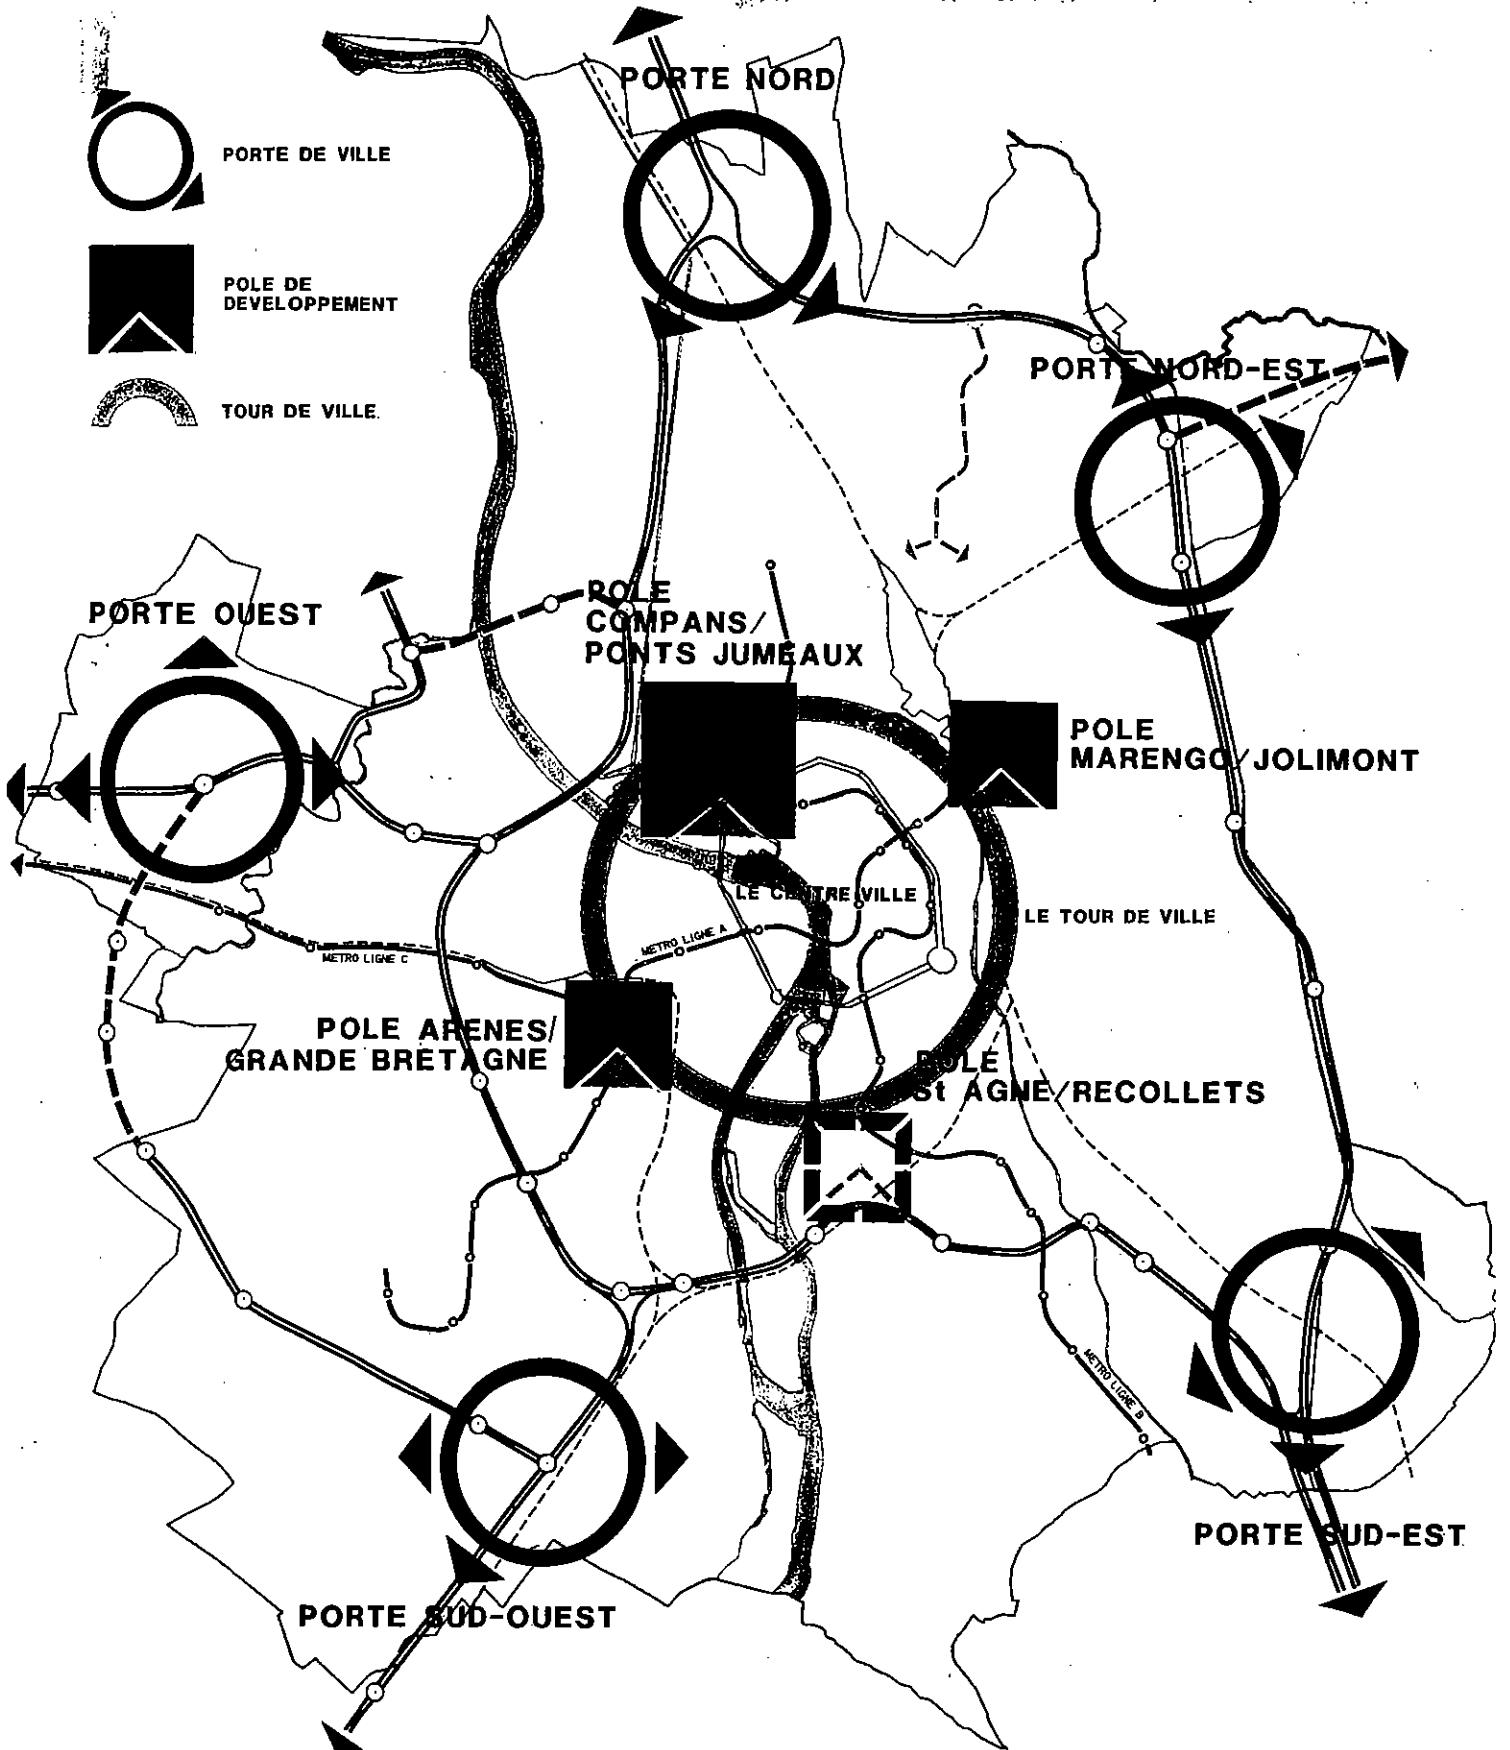 PORTE NORD
PORTE DE VILLE
POLE DE
DEVELOPPEMENT
TOUR DE VILLE.
PORTE NORD-EST
PORTE OUEST
POLE
COMPANS/
PONTS JUMEAUX
POLE
MARENGO/JOLIMONT
LE CENTRE VILLE
LE TOUR DE VILLE
METRO LIGNE A
METRO LIGNE C
POLE ARENES/
GRANDE BRETAGNE
POLE
St AGNE/RECOLLETS
METRO LIGNE B
PORTE SUD-EST
PORTE SUD-OUEST